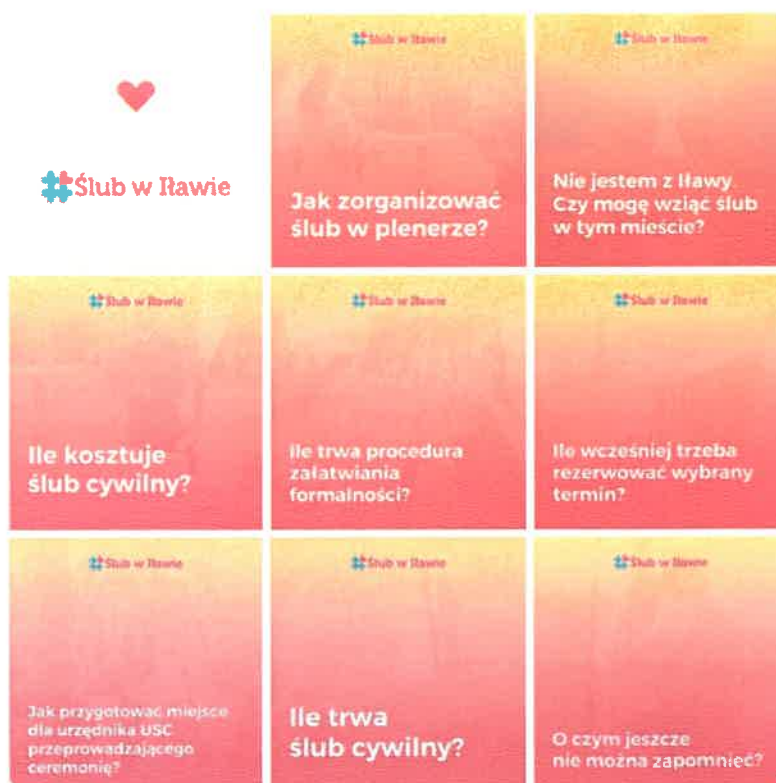 Ślub w Iławie
Ślub w Iławie
Jak zorganizować
ślub w plenerze?
Ślub w Iławie
Nie jestem z Iławy.
Czy mogę wziąć ślub
w tym mieście?
Ślub w Iławie
Ile kosztuje
ślub cywilny?
Ślub w Iławie
Ile trwa procedura
załatwiania
formalności?
Ślub w Iławie
Ile wcześniej trzeba
rezerwować wybrany
termin?
Ślub w Iławie
Jak przygotować miejsce
dla urzędnika USC
przeprowadzającego
ceremonię?
Ślub w Iławie
Ile trwa
ślub cywilny?
Ślub w Iławie
O czym jeszcze
nie można zapomnieć?